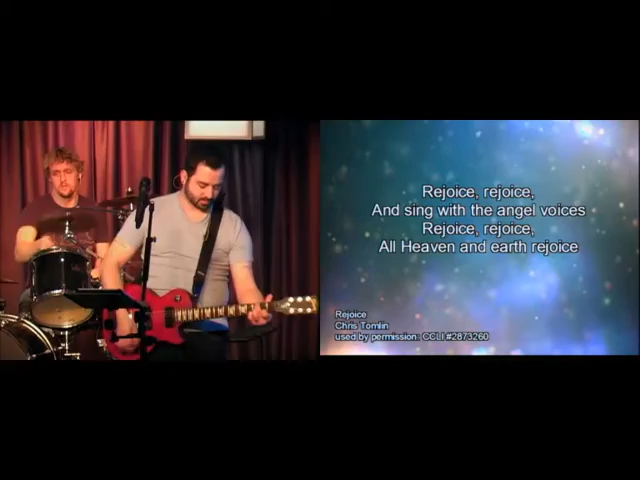 Rejoice, rejoice,
And sing with the angel voices
Rejoice, rejoice,
All Heaven and earth rejoice
Rejoice
Chris Tomlin
used by permission: CCLI #2873260